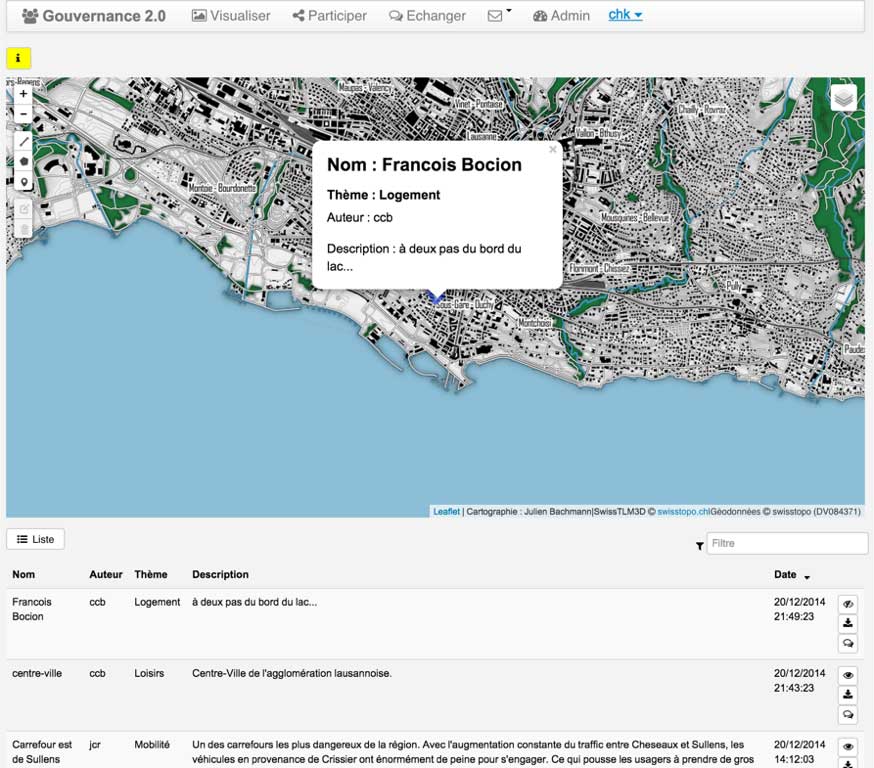 Gouvernance 2.0 Visualiser Participer Echanger Admin chk
i
Maupas - Valency
Vinet - Pontaise
Chailly - Rovéréaz
Lausanne
Vallon - Béthusy
Nom : Francois Bocion
Thème : Logement
Auteur : ccb
Description : à deux pas du bord du
lac...
Montoie - Bourdonnette
Mousquines - Bellevue
Florimont - Chissiez
Pully
Sous-Gare - Ouchy
Montchoisi
Leaflet | Cartographie : Julien Bachmann|SwissTLM3D © swisstopo.ch|Géodonnées © swisstopo (DV084371)
Liste
Filtre
Nom Auteur Thème Description Date
Francois ccb Logement à deux pas du bord du lac... 20/12/2014
Bocion 21:49:23
centre-ville ccb Loisirs Centre-Ville de l'agglomération lausannoise. 20/12/2014
21:43:23
Carrefour est jcr Mobilité Un des carrefours les plus dangereux de la région. Avec l'augmentation constante du traffic entre Cheseaux et Sullens, les 20/12/2014
de Sullens véhicules en provenance de Crissier ont énormément de peine pour s'engager. Ce qui pousse les usagers à prendre de gros 14:12:03